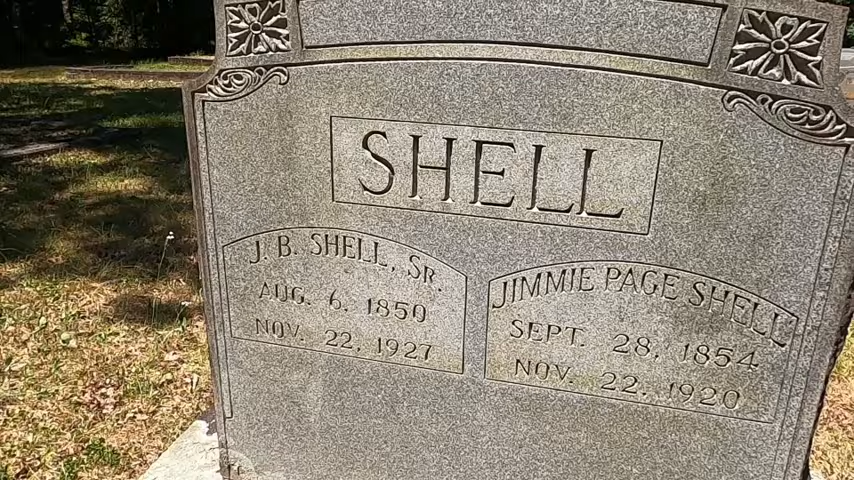 SHELL
J. B. SHELL, SR.
AUG. 6, 1850
NOV. 22, 1927
JIMMIE PAGE SHELL
SEPT. 28, 1854
NOV. 22, 1920